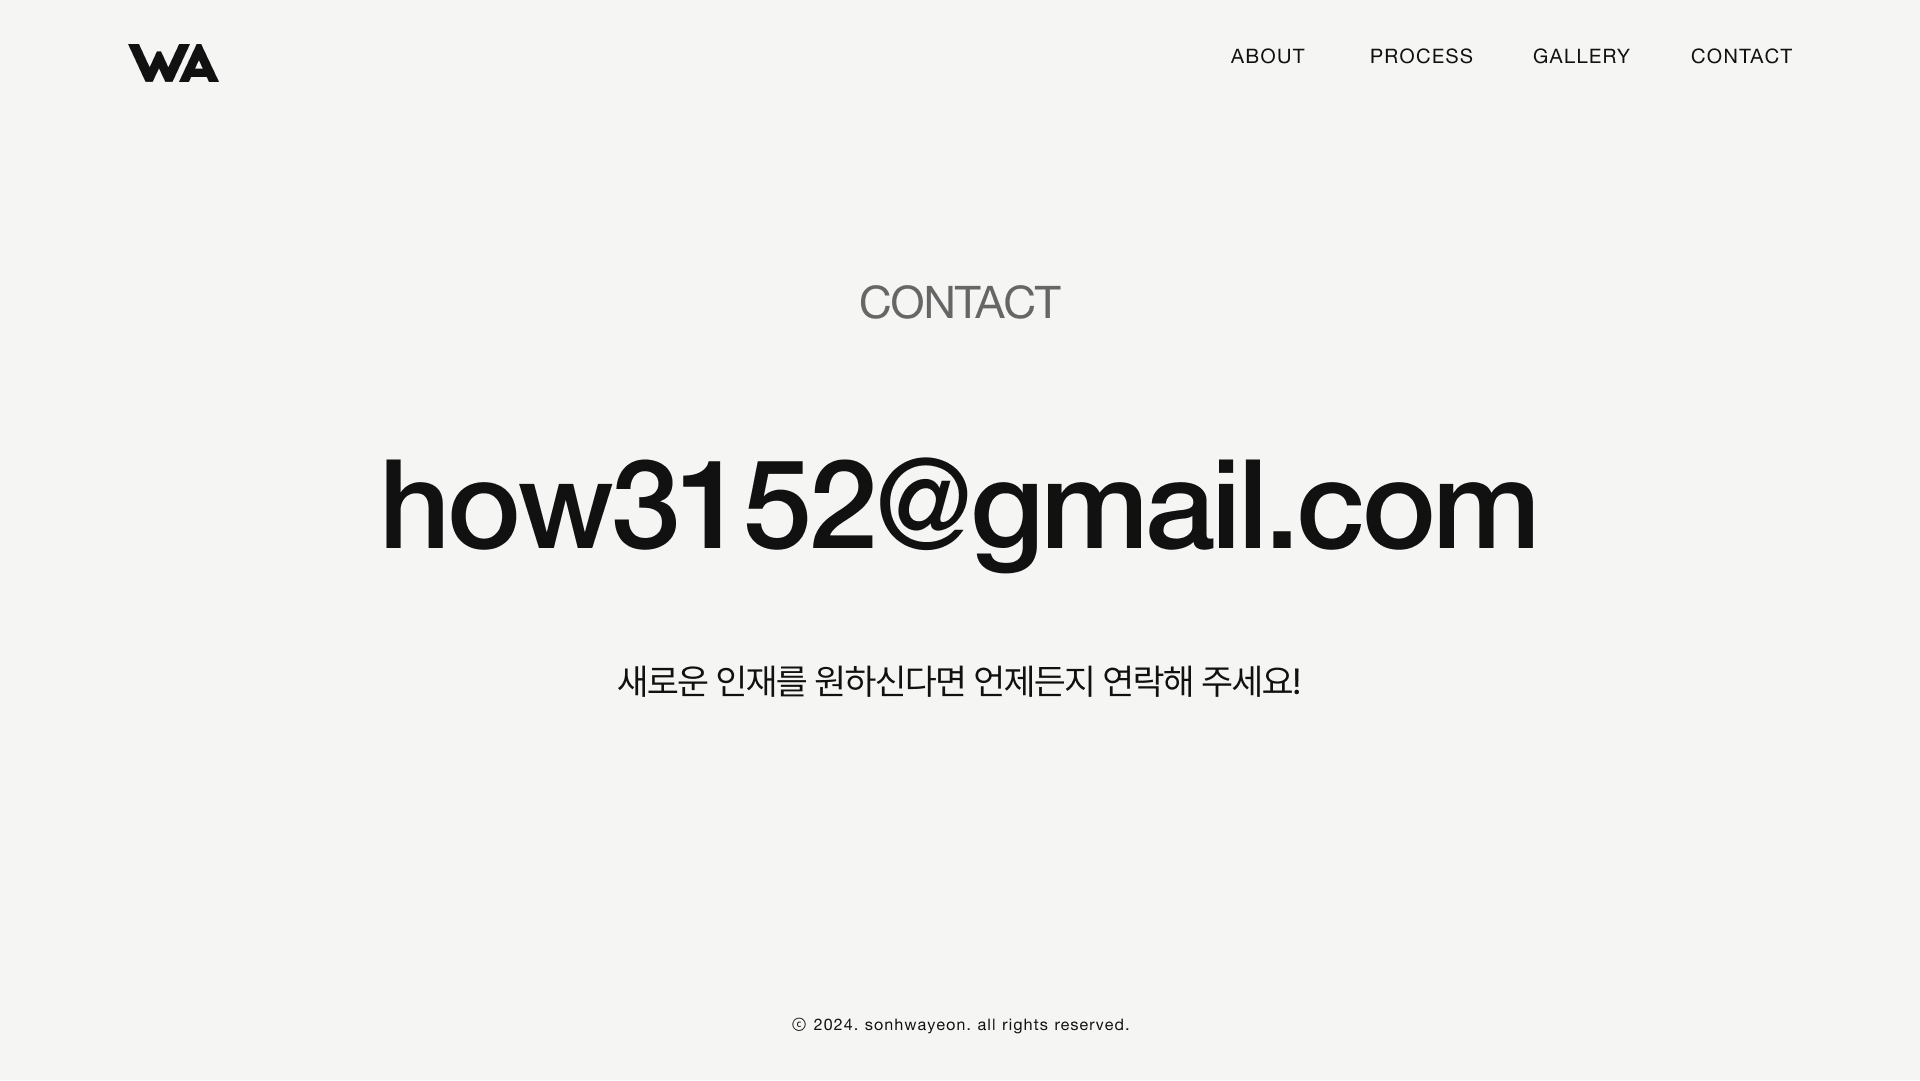 WA
ABOUT PROCESS GALLERY CONTACT
CONTACT
how3152@gmail.com
새로운 인재를 원하신다면 언제든지 연락해 주세요!
ⓒ 2024. sonhwayeon. all rights reserved.